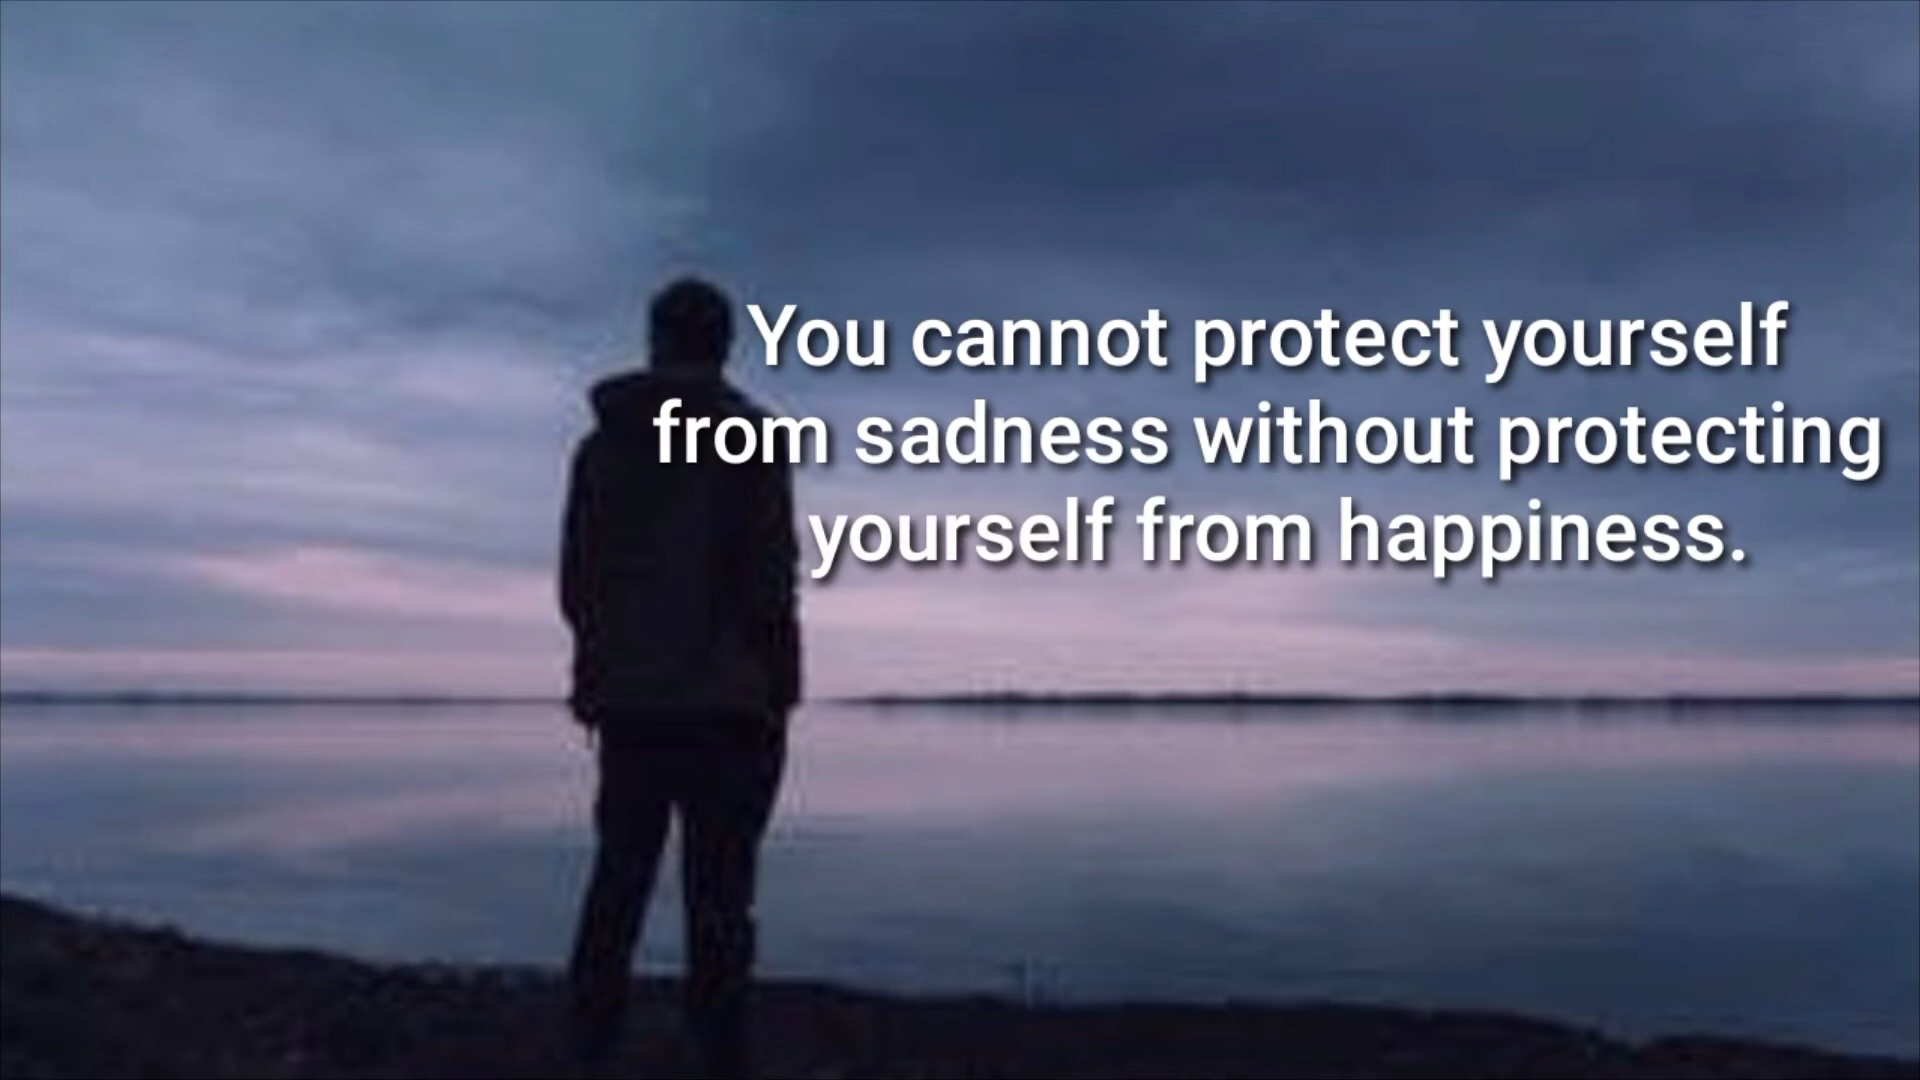 You cannot protect yourself
from sadness without protecting
yourself from happiness.